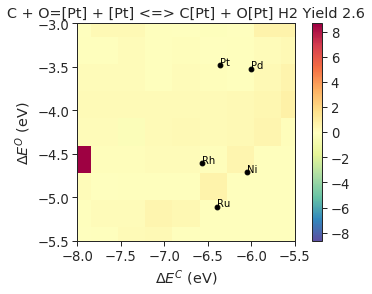 C + O=[Pt] + [Pt] <=> C[Pt] + O[Pt] H2 Yield 2.6
−3.0
−3.5
−4.0
−4.5
−5.0
−5.5
ΔE^O (eV)
Pt
Pd
Rh
Ni
Ru
−8.0 −7.5 −7.0 −6.5 −6.0 −5.5
ΔE^C (eV)
8
6
4
2
0
−2
−4
−6
−8